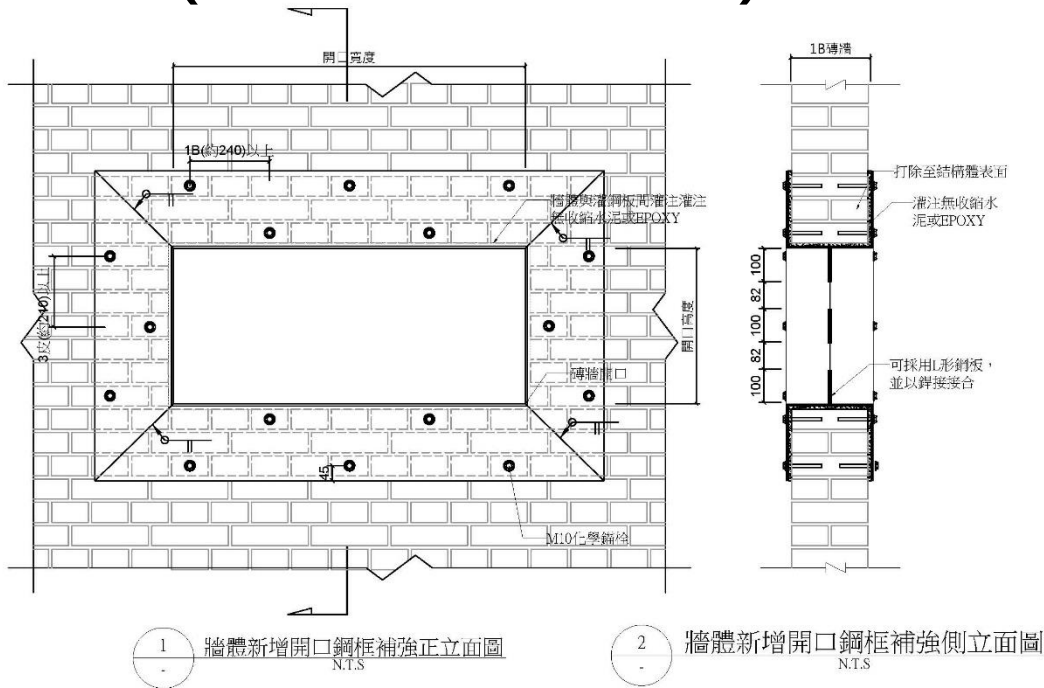 開口寬度
1B(約240)以上
牆體與灌鋼板間灌注灌注
無收縮水泥或EPOXY
3皮(約240)以上
開口高度
磚牆開口
45
M10化學錨栓
1
-
牆體新增開口鋼框補強正立面圖
N.T.S
1B磚牆
打除至結構體表面
灌注無收縮水
泥或EPOXY
100
82
100
82
100
可採用L形鋼板，
並以銲接接合
2
-
牆體新增開口鋼框補強側立面圖
N.T.S